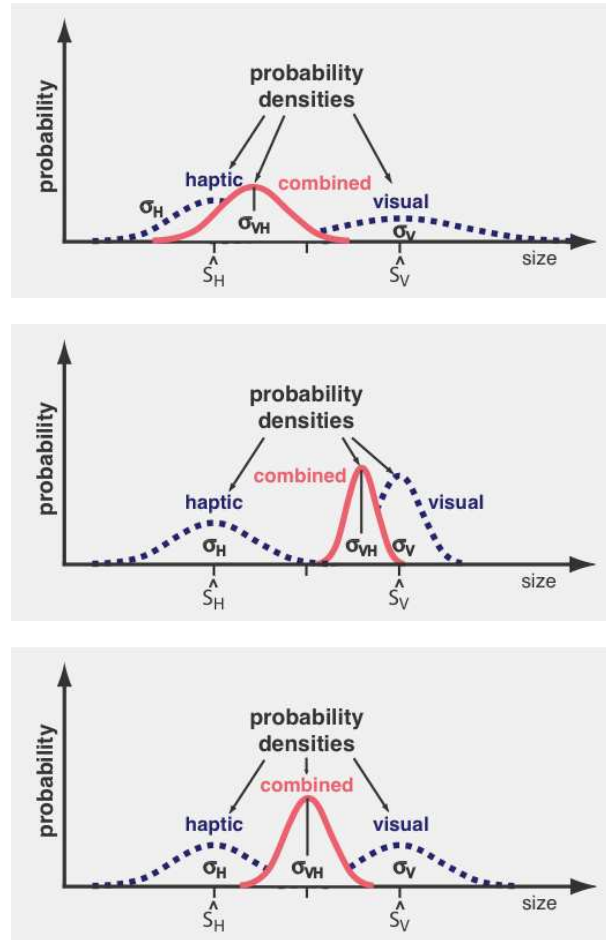 probability
densities
haptic
combined
visual
σH
σVH
σV
probability
ŜH
ŜV
size
probability
densities
combined
haptic
visual
σH
σVH
σV
probability
ŜH
ŜV
size
probability
densities
combined
haptic
visual
σH
σVH
σV
probability
ŜH
ŜV
size